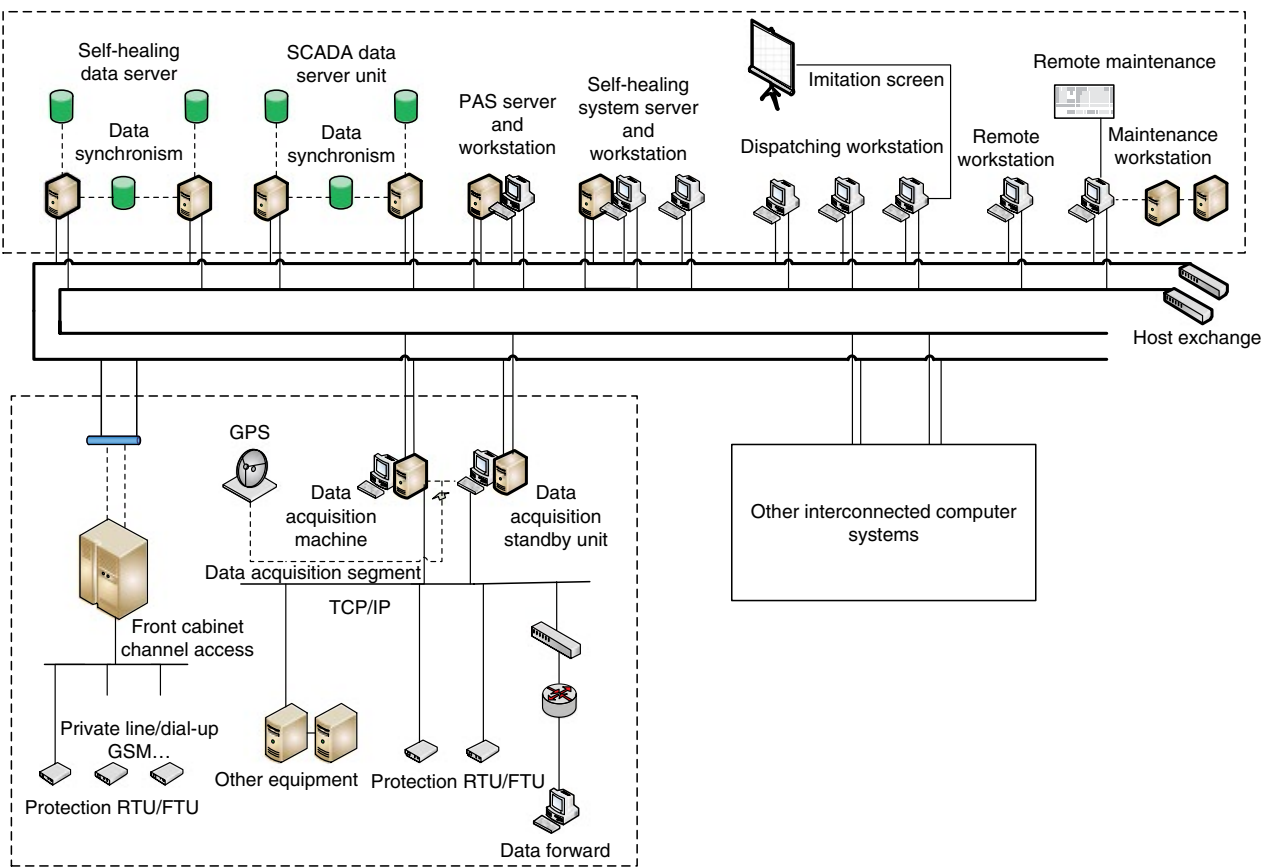 Self-healing
data server
Data
synchronism
SCADA data
server unit
Data
synchronism
PAS server
and
workstation
Self-healing
system server
and
workstation
Imitation screen
Dispatching workstation
Remote
workstation
Remote maintenance
Maintenance
workstation
Host exchange
GPS
Data
acquisition
machine
Data
acquisition
standby unit
Data acquisition segment
TCP/IP
Front cabinet
channel access
Private line/dial-up
GSM...
Protection RTU/FTU
Other equipment
Protection RTU/FTU
Data forward
Other interconnected computer
systems